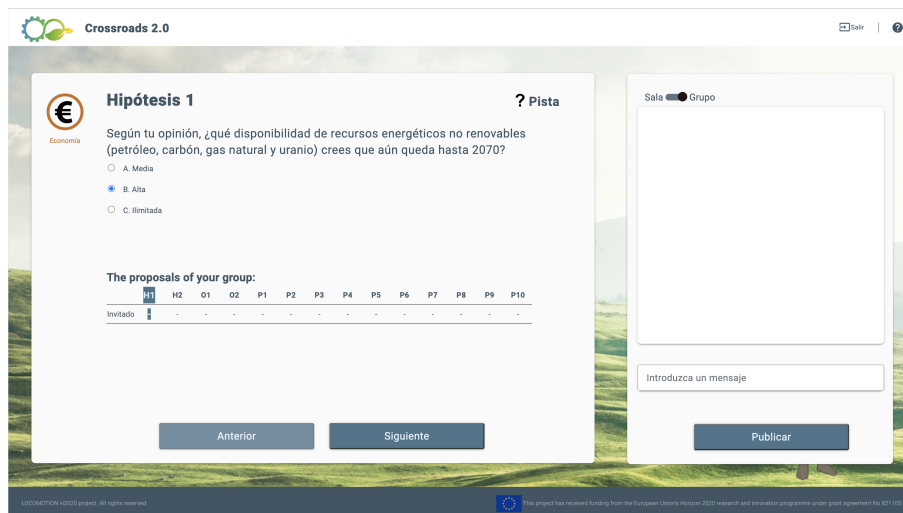 Crossroads 2.0
Salir
?
€
Economía
Hipótesis 1
? Pista
Según tu opinión, ¿qué disponibilidad de recursos energéticos no renovables
(petróleo, carbón, gas natural y uranio) crees que aún queda hasta 2070?
A. Media
B. Alta
C. Ilimitada
The proposals of your group:
H1 H2 O1 O2 P1 P2 P3 P4 P5 P6 P7 P8 P9 P10
Invitado - - - - - - - - - - - - - -
Anterior
Siguiente
Sala Grupo
Introduzca un mensaje
Publicar
LOCOMOTION H2020 project. All rights reserved.
This project has received funding from the European Union's Horizon 2020 research and innovation programme under grant agreement No 821105